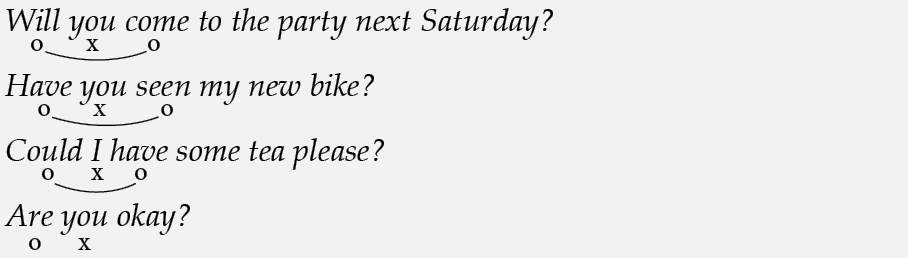 Will you come to the party next Saturday?
o x o
Have you seen my new bike?
o x o
Could I have some tea please?
o x o
Are you okay?
o x